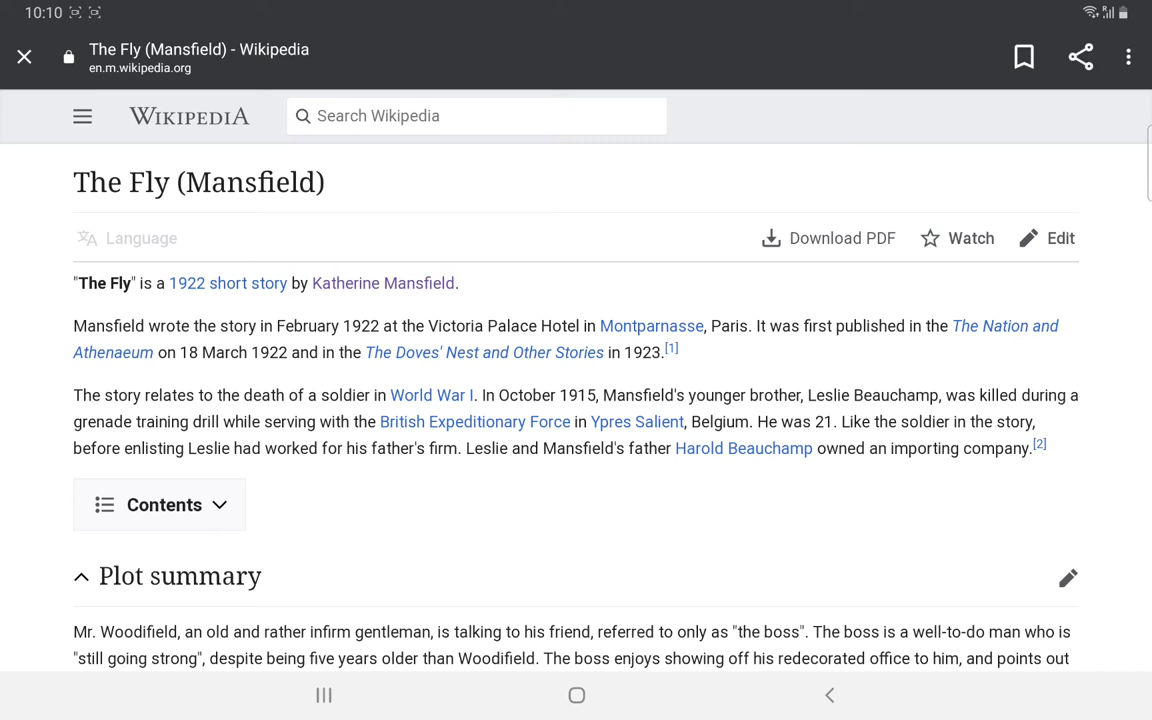 10:10
The Fly (Mansfield) - Wikipedia
en.m.wikipedia.org
WIKIPEDIA
Search Wikipedia
The Fly (Mansfield)
Language
Download PDF
Watch
Edit
"The Fly" is a 1922 short story by Katherine Mansfield.
Mansfield wrote the story in February 1922 at the Victoria Palace Hotel in Montparnasse, Paris. It was first published in the The Nation and
Athenaeum on 18 March 1922 and in the The Doves' Nest and Other Stories in 1923.[1]
The story relates to the death of a soldier in World War I. In October 1915, Mansfield's younger brother, Leslie Beauchamp, was killed during a
grenade training drill while serving with the British Expeditionary Force in Ypres Salient, Belgium. He was 21. Like the soldier in the story,
before enlisting Leslie had worked for his father's firm. Leslie and Mansfield's father Harold Beauchamp owned an importing company.[2]
Contents
Plot summary
Mr. Woodifield, an old and rather infirm gentleman, is talking to his friend, referred to only as "the boss". The boss is a well-to-do man who is
"still going strong", despite being five years older than Woodifield. The boss enjoys showing off his redecorated office to him, and points out